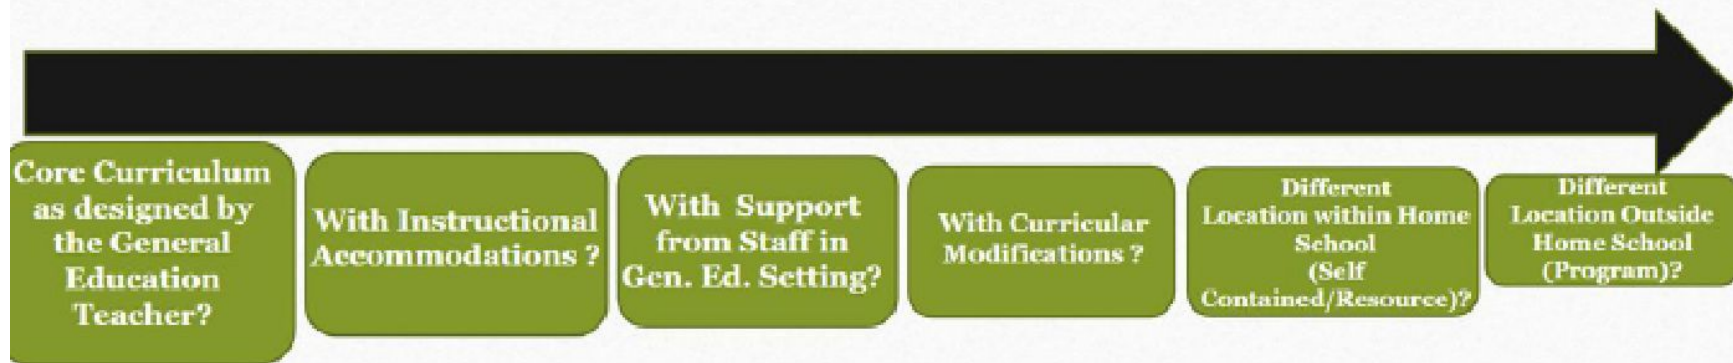 Core Curriculum
as designed by
the General
Education
Teacher?
With Instructional
Accommodations ?
With Support
from Staff in
Gen. Ed. Setting?
With Curricular
Modifications ?
Different
Location within Home
School
(Self
Contained/Resource)?
Different
Location Outside
Home School
(Program)?